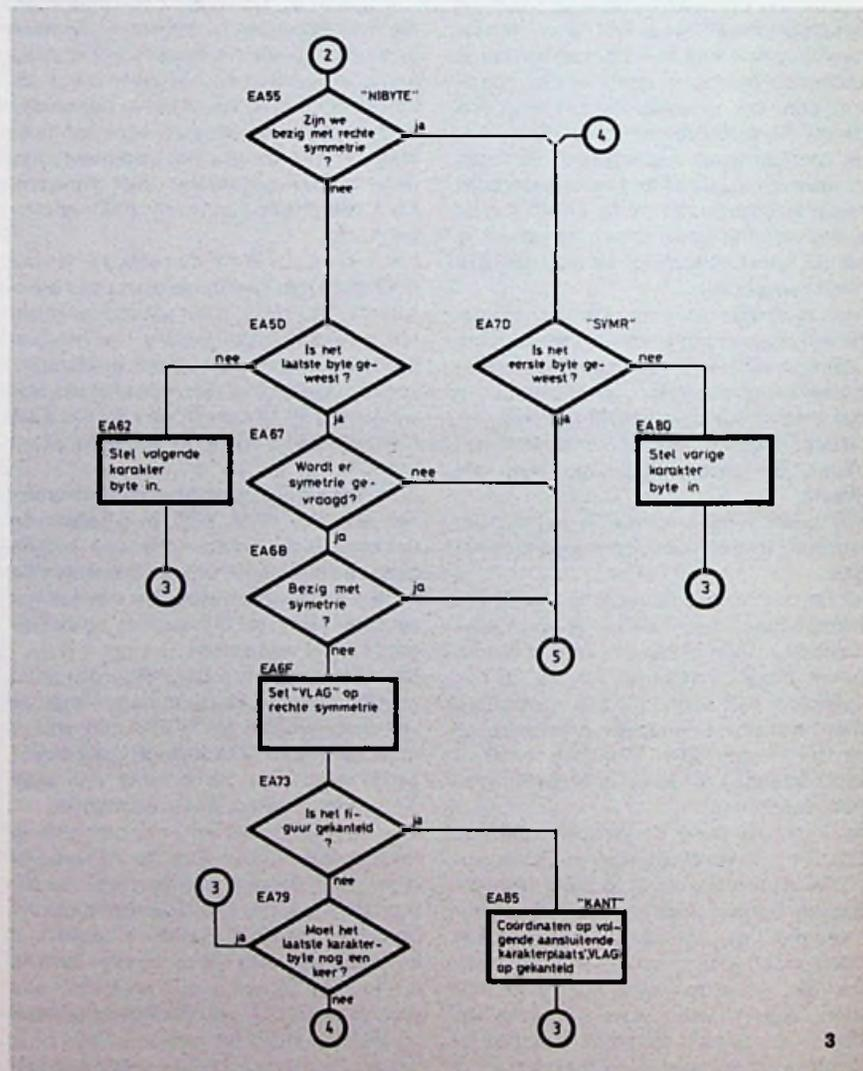 2
EA55
"NIBYTE"
Zijn we
bezig met rechte
symmetrie
?
ja
nee
4
EA5D
Is het
laatste byte ge-
weest ?
nee
ja
EA7D
"SYMR"
Is het
eerste byte ge-
weest ?
nee
ja
EA62
Stel volgende
karakter
byte in.
3
EA67
Wordt er
symetrie ge-
vraagd?
nee
ja
EA80
Stel vorige
karakter
byte in
3
EA6B
Bezig met
symetrie
?
ja
nee
5
EA6F
Set "VLAG" op
rechte symmetrie
EA73
Is het fi-
guur gekanteld
?
ja
nee
3
EA79
Moet het
laatste karakter-
byte nog een
keer ?
ja
nee
4
EA85
"KANT"
Coördinaten op vol-
gende aansluitende
karakterplaats',VLAG'
op gekanteld
3
3